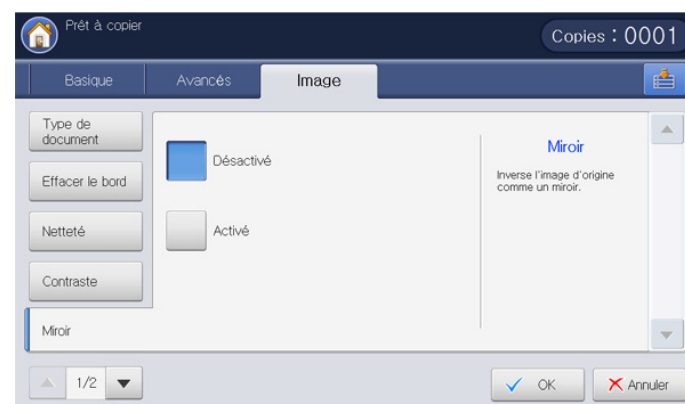 Prêt à copier
Copies : 0001
Basique
Avancés
Image
Type de
document
Effacer le bord
Netteté
Contraste
Miroir
Désactivé
Activé
Miroir
Inverse l'image d'origine
comme un miroir.
1/2
OK
Annuler